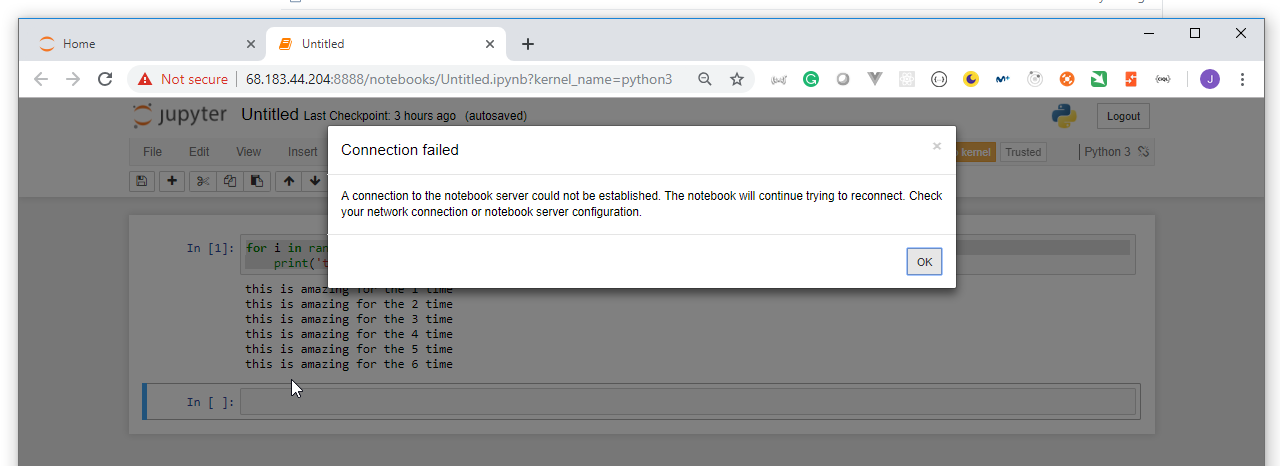 Home
Untitled
Not secure
68.183.44.204:8888/notebooks/Untitled.ipynb?kernel_name=python3
J
jupyter
Untitled Last Checkpoint: 3 hours ago (autosaved)
Logout
File Edit View Insert
kernel
Trusted
Python 3
Connection failed
×
A connection to the notebook server could not be established. The notebook will continue trying to reconnect. Check
your network connection or notebook server configuration.
OK
In [1]:
for i in ran
print('t
this is amazing for the 1 time
this is amazing for the 2 time
this is amazing for the 3 time
this is amazing for the 4 time
this is amazing for the 5 time
this is amazing for the 6 time
In [ ]: